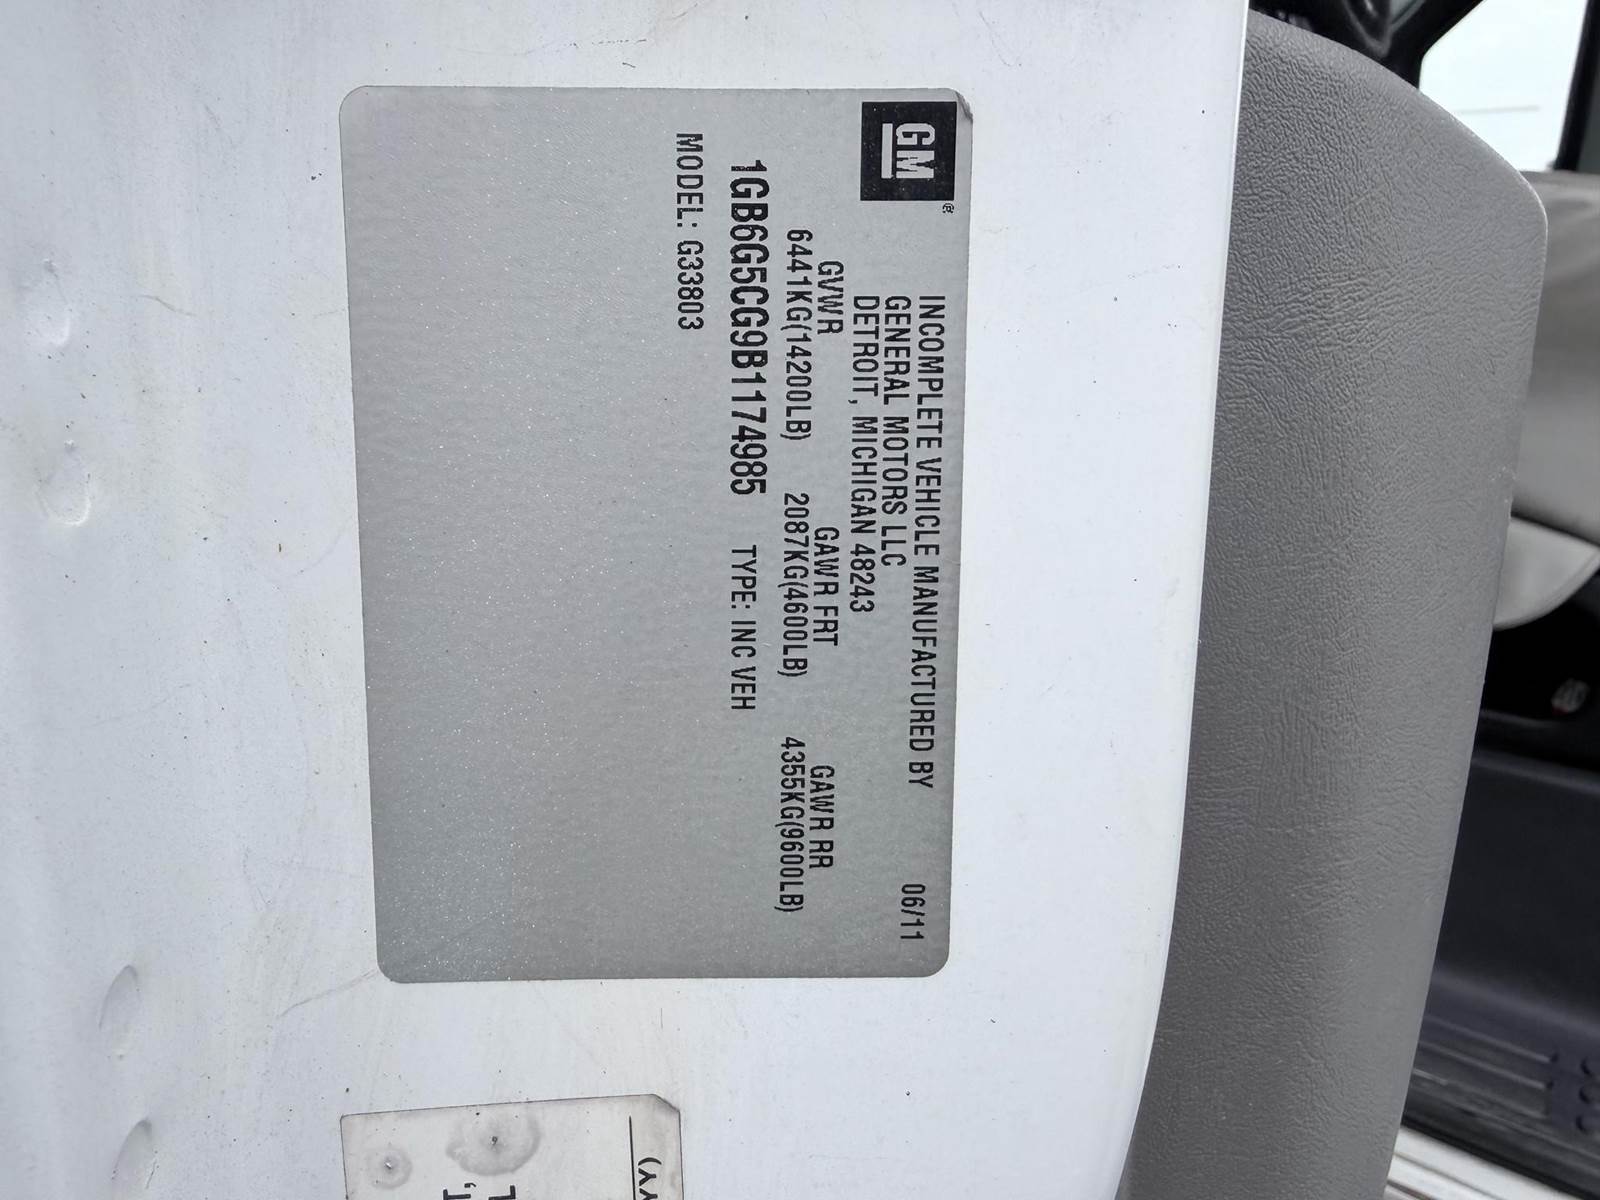 GM®
INCOMPLETE VEHICLE MANUFACTURED BY
GENERAL MOTORS LLC 06/11
DETROIT, MICHIGAN 48243
GVWR GAWR FRT GAWR RR
6441KG(14200LB) 2087KG(4600LB) 4355KG(9600LB)
1GB6G5CG9B1174985 TYPE: INC VEH
MODEL: G33803